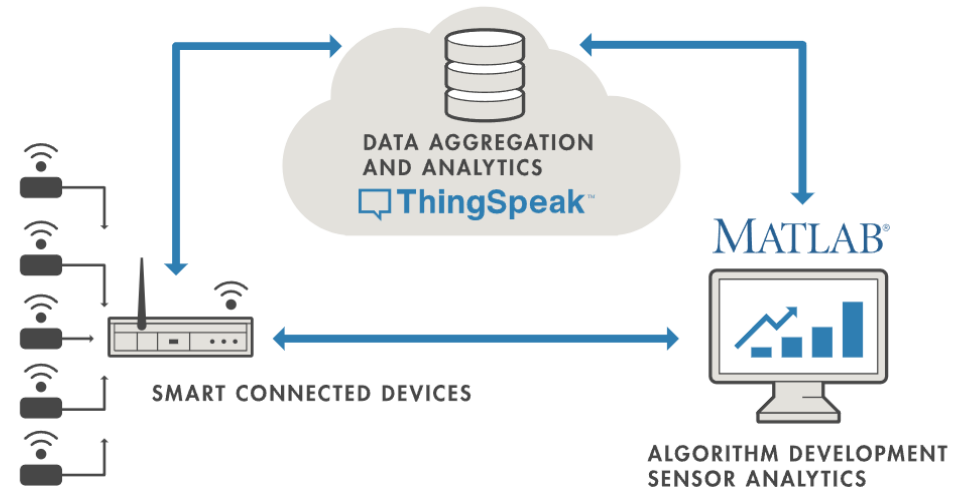 DATA AGGREGATION
AND ANALYTICS
ThingSpeak™
MATLAB®
SMART CONNECTED DEVICES
ALGORITHM DEVELOPMENT
SENSOR ANALYTICS